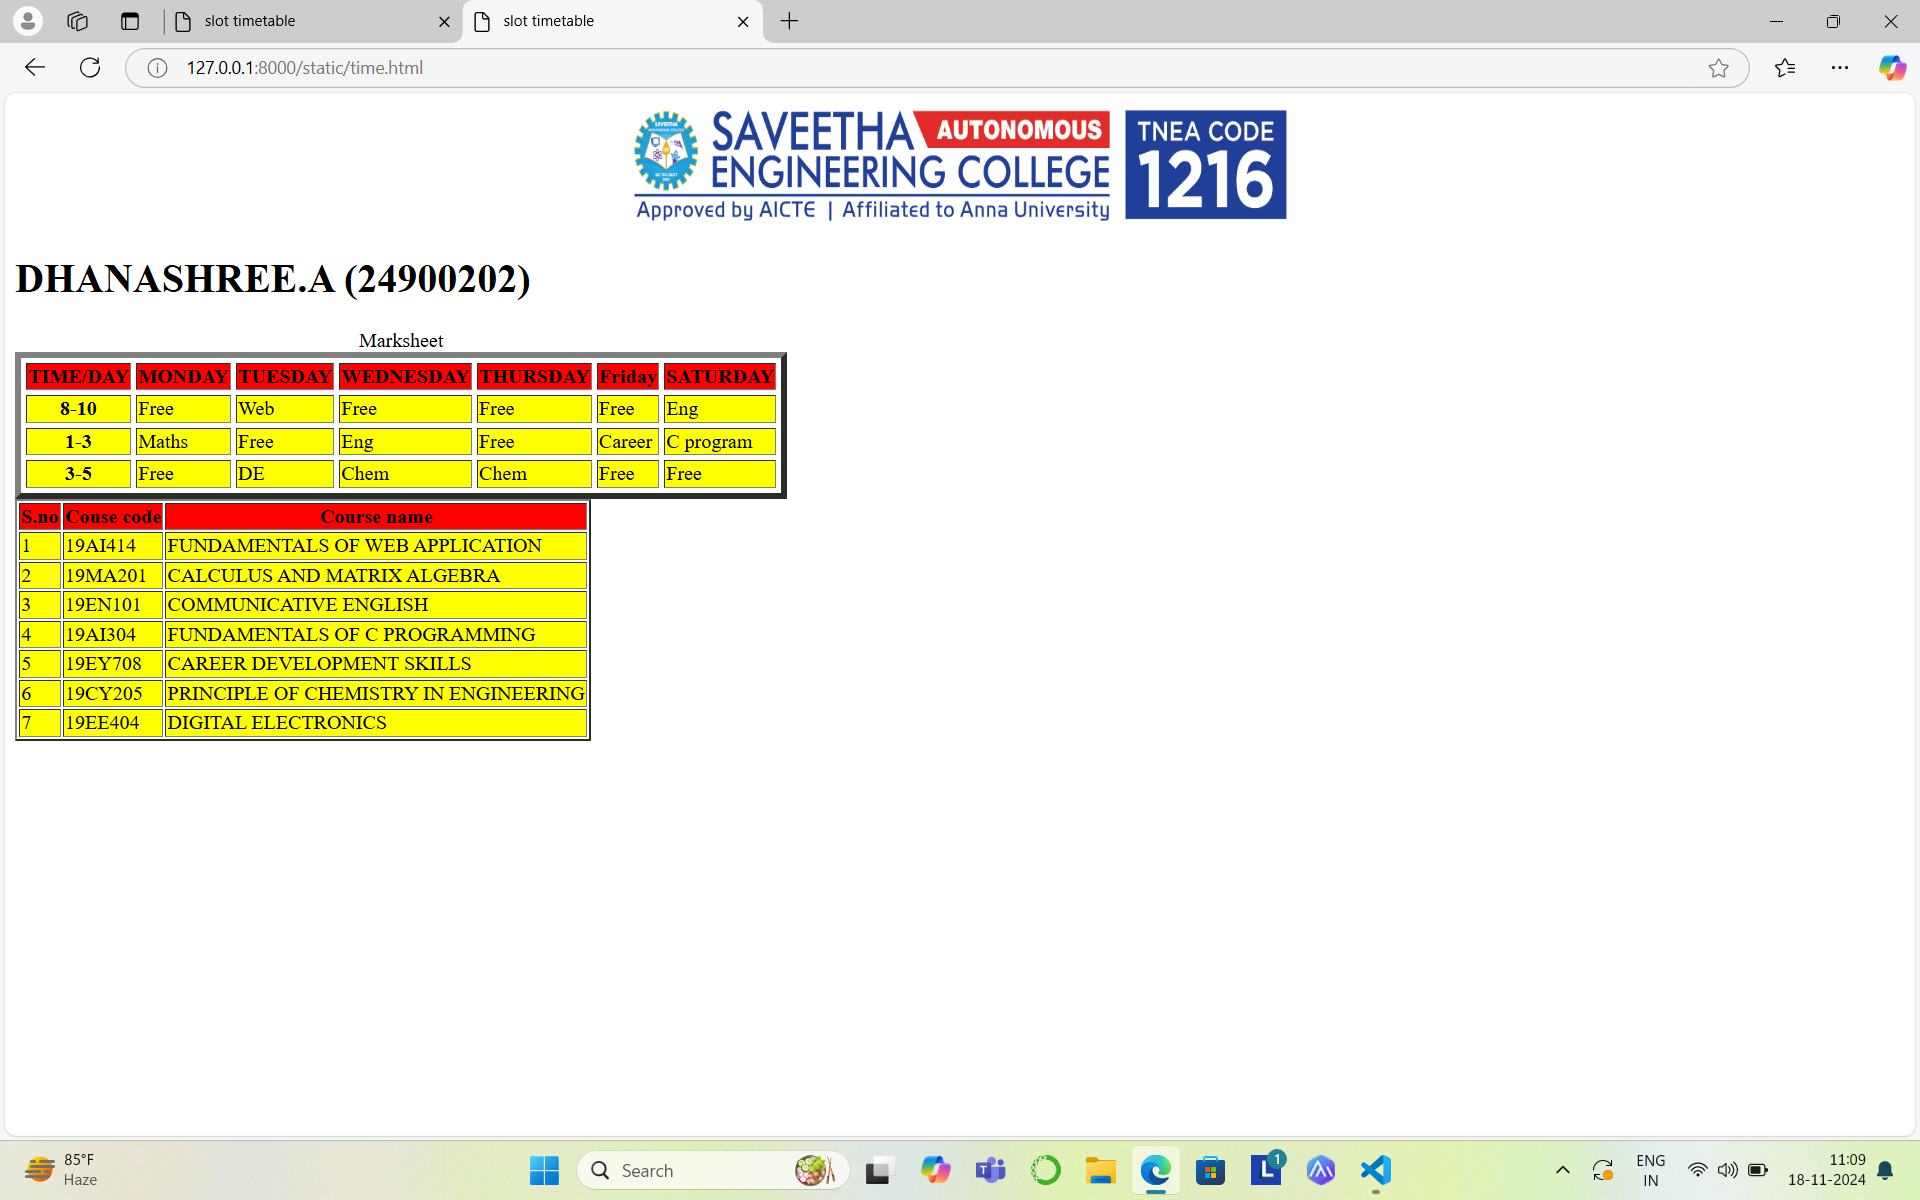 slot timetable
slot timetable
127.0.0.1:8000/static/time.html
SAVEETHA AUTONOMOUS
ENGINEERING COLLEGE
Approved by AICTE | Affiliated to Anna University
TNEA CODE
1216
DHANASHREE.A (24900202)
Marksheet
TIME/DAY MONDAY TUESDAY WEDNESDAY THURSDAY Friday SATURDAY
8-10 Free Web Free Free Free Eng
1-3 Maths Free Eng Free Career C program
3-5 Free DE Chem Chem Free Free
S.no Couse code Course name
1 19AI414 FUNDAMENTALS OF WEB APPLICATION
2 19MA201 CALCULUS AND MATRIX ALGEBRA
3 19EN101 COMMUNICATIVE ENGLISH
4 19AI304 FUNDAMENTALS OF C PROGRAMMING
5 19EY708 CAREER DEVELOPMENT SKILLS
6 19CY205 PRINCIPLE OF CHEMISTRY IN ENGINEERING
7 19EE404 DIGITAL ELECTRONICS
85°F
Haze
Search
1
ENG
IN
11:09
18-11-2024